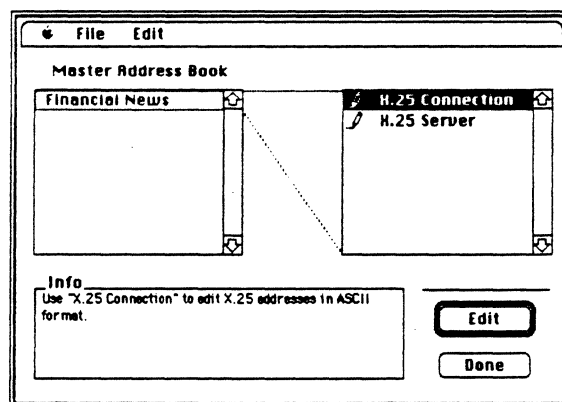 File Edit
Master Address Book
Financial News
X.25 Connection
X.25 Server
Info
Use "X.25 Connection" to edit X.25 addresses in ASCII
format.
Edit
Done